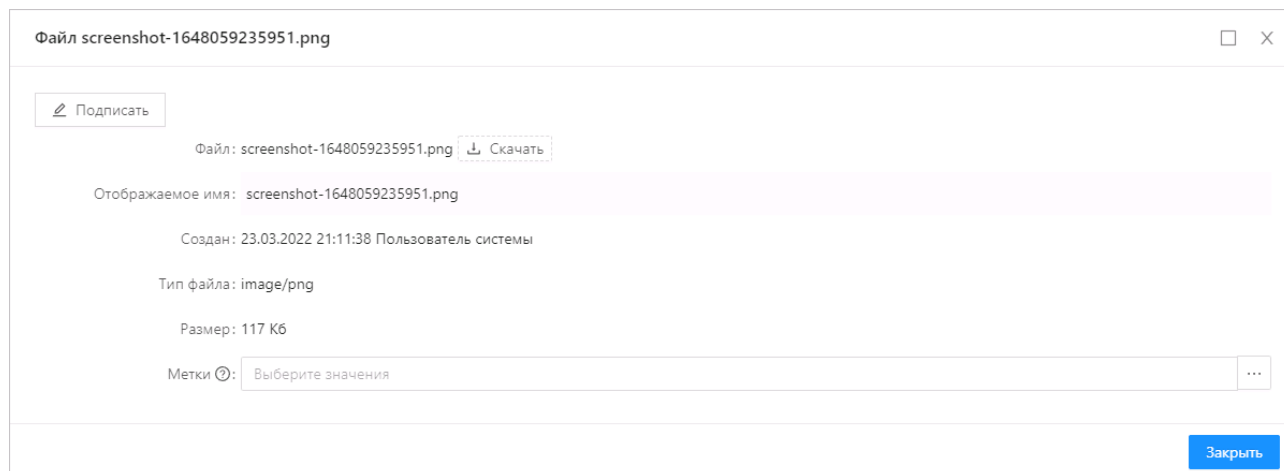 Файл screenshot-1648059235951.png
Подписать
Файл: screenshot-1648059235951.png Скачать
Отображаемое имя: screenshot-1648059235951.png
Создан: 23.03.2022 21:11:38 Пользователь системы
Тип файла: image/png
Размер: 117 Кб
Метки ?: Выберите значения ...
Закрыть